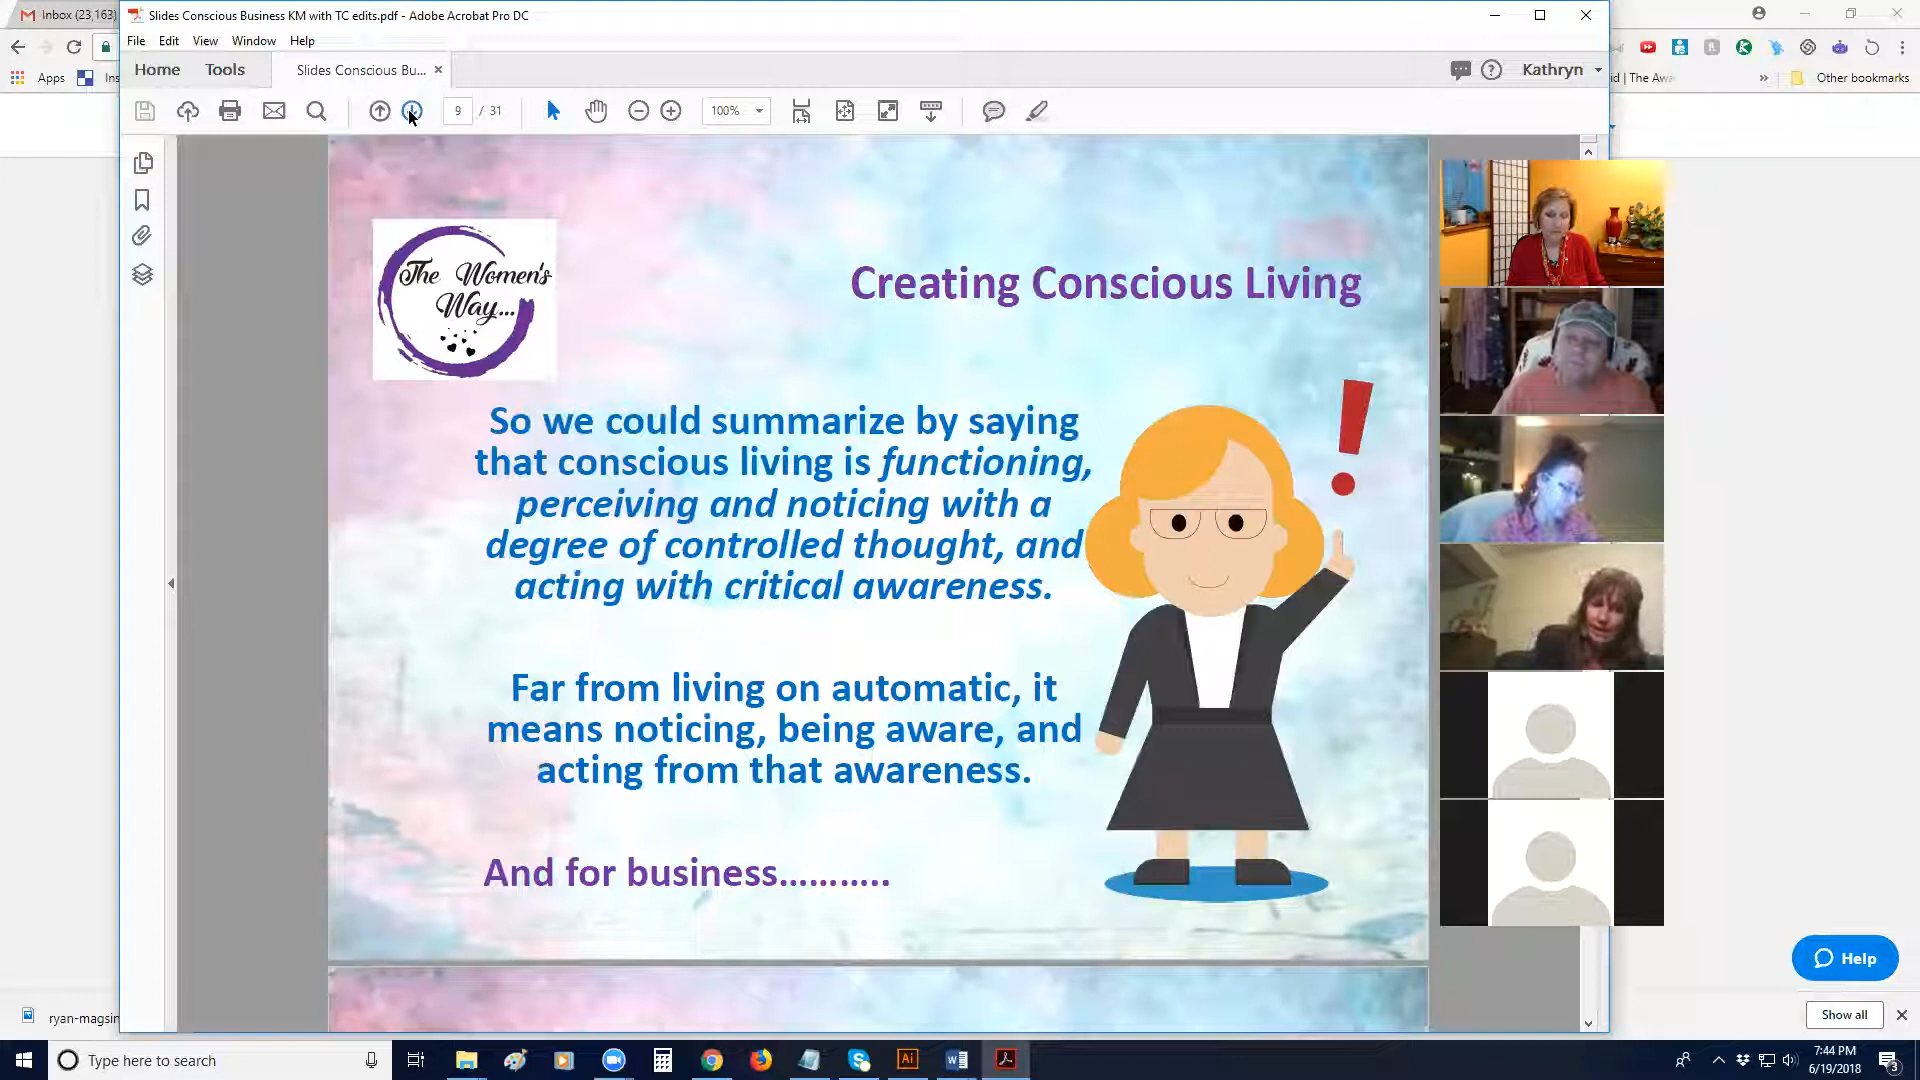 Inbox (23,163)
Slides Conscious Business KM with TC edits.pdf - Adobe Acrobat Pro DC
File Edit View Window Help
Home Tools Slides Conscious Bu... Kathryn
Apps
Other bookmarks
9 / 31 100%
The Women's
Way...
Creating Conscious Living
So we could summarize by saying
that conscious living is functioning,
perceiving and noticing with a
degree of controlled thought, and
acting with critical awareness.
Far from living on automatic, it
means noticing, being aware, and
acting from that awareness.
And for business...........
Help
Show all
Type here to search
Ai
7:44 PM
6/19/2018
3